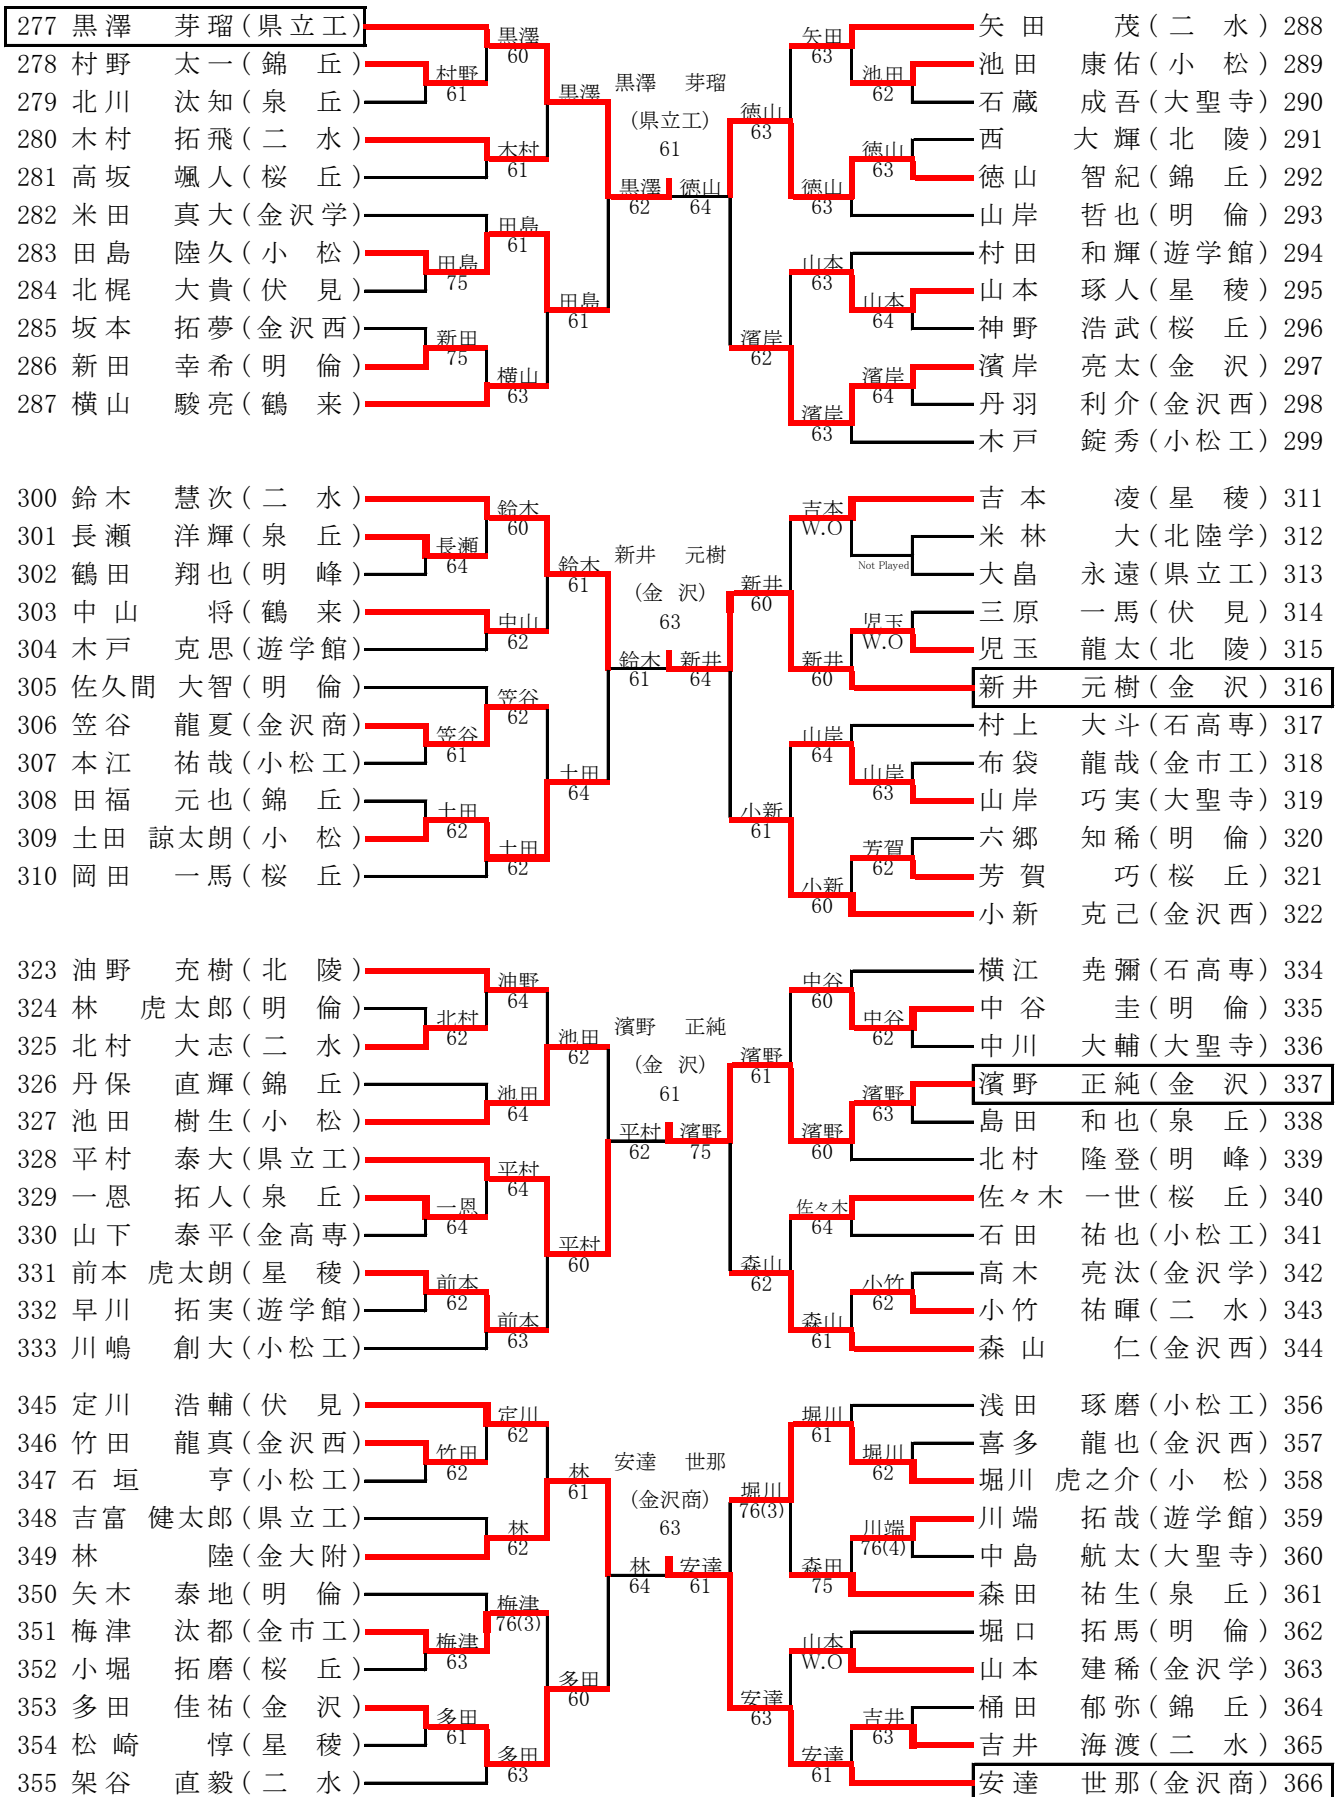 277 黒澤 芽瑠(県立工)
278 村野 太一(錦 丘)
279 北川 汰知(泉 丘)
280 木村 拓飛(二 水)
281 高坂 颯人(桜 丘)
282 米田 真大(金沢学)
283 田島 陸久(小 松)
284 北梶 大貴(伏 見)
285 坂本 拓夢(金沢西)
286 新田 幸希(明 倫)
287 横山 駿亮(鶴 来)
村野
61
田島
75
新田
75
黒澤
60
木村
61
田島
61
横山
63
黒澤
田島
61
黒澤
62
黒澤 芽瑠
(県立工)
61
徳山
64
徳山
63
濱岸
62
矢田
63
徳山
63
山本
63
濱岸
63
池田
62
徳山
63
山本
64
濱岸
64
矢田 茂(二 水) 288
池田 康佑(小 松) 289
石蔵 成吾(大聖寺) 290
西 大輝(北 陵) 291
徳山 智紀(錦 丘) 292
山岸 哲也(明 倫) 293
村田 和輝(遊学館) 294
山本 琢人(星 稜) 295
神野 浩武(桜 丘) 296
濱岸 亮太(金 沢) 297
丹羽 利介(金沢西) 298
木戸 錠秀(小松工) 299
300 鈴木 慧次(二 水)
301 長瀬 洋輝(泉 丘)
302 鶴田 翔也(明 峰)
303 中山 将(鶴 来)
304 木戸 克思(遊学館)
305 佐久間 大智(明 倫)
306 笠谷 龍夏(金沢商)
307 本江 祐哉(小松工)
308 田福 元也(錦 丘)
309 土田 諒太朗(小 松)
310 岡田 一馬(桜 丘)
長瀬
64
笠谷
61
土田
62
鈴木
60
中山
62
笠谷
62
土田
62
鈴木
61
土田
64
鈴木
61
新井 元樹
(金 沢)
63
新井
64
新井
60
小新
61
吉本
W.O
新井
60
山岸
64
小新
60
Not Played
児玉
W.O
山岸
63
芳賀
62
吉本 凌(星 稜) 311
米林 大(北陸学) 312
大畠 永遠(県立工) 313
三原 一馬(伏 見) 314
児玉 龍太(北 陵) 315
新井 元樹(金 沢) 316
村上 大斗(石高専) 317
布袋 龍哉(金市工) 318
山岸 巧実(大聖寺) 319
六郷 知稀(明 倫) 320
芳賀 巧(桜 丘) 321
小新 克己(金沢西) 322
323 油野 充樹(北 陵)
324 林 虎太郎(明 倫)
325 北村 大志(二 水)
326 丹保 直輝(錦 丘)
327 池田 樹生(小 松)
328 平村 泰大(県立工)
329 一恩 拓人(泉 丘)
330 山下 泰平(金高専)
331 前本 虎太朗(星 稜)
332 早川 拓実(遊学館)
333 川嶋 創大(小松工)
北村
62
一恩
64
前本
62
油野
64
池田
64
平村
64
前本
63
池田
62
平村
60
平村
62
濱野 正純
(金 沢)
61
濱野
75
濱野
61
森山
62
中谷
60
濱野
60
佐々木
64
森山
61
中谷
62
濱野
63
小竹
62
横江 尭彌(石高専) 334
中谷 圭(明 倫) 335
中川 大輔(大聖寺) 336
濱野 正純(金 沢) 337
島田 和也(泉 丘) 338
北村 隆登(明 峰) 339
佐々木 一世(桜 丘) 340
石田 祐也(小松工) 341
高木 亮汰(金沢学) 342
小竹 祐暉(二 水) 343
森山 仁(金沢西) 344
345 定川 浩輔(伏 見)
346 竹田 龍真(金沢西)
347 石垣 亨(小松工)
348 吉富 健太郎(県立工)
349 林 陸(金大附)
350 矢木 泰地(明 倫)
351 梅津 汰都(金市工)
352 小堀 拓磨(桜 丘)
353 多田 佳祐(金 沢)
354 松崎 惇(星 稜)
355 架谷 直毅(二 水)
竹田
62
梅津
63
多田
61
定川
62
林
62
梅津
76(3)
多田
63
林
61
多田
60
林
64
安達 世那
(金沢商)
63
安達
61
堀川
76(3)
安達
63
堀川
61
森田
75
山本
W.O
安達
61
堀川
62
川端
76(4)
吉井
63
浅田 琢磨(小松工) 356
喜多 龍也(金沢西) 357
堀川 虎之介(小 松) 358
川端 拓哉(遊学館) 359
中島 航太(大聖寺) 360
森田 祐生(泉 丘) 361
堀口 拓馬(明 倫) 362
山本 建稀(金沢学) 363
桶田 郁弥(錦 丘) 364
吉井 海渡(二 水) 365
安達 世那(金沢商) 366